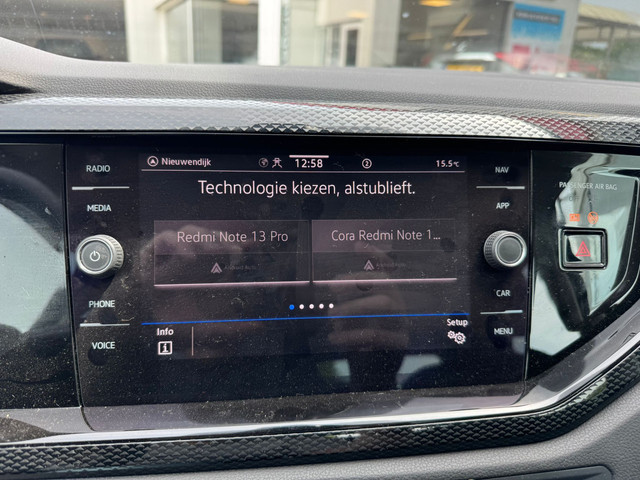 Nieuwendijk 12:58 2 15.5°C
Technologie kiezen, alstublieft.
Redmi Note 13 Pro
Cora Redmi Note 1...
Info
Setup
RADIO
MEDIA
PHONE
VOICE
NAV
APP
CAR
MENU
PASSENGER AIR BAG